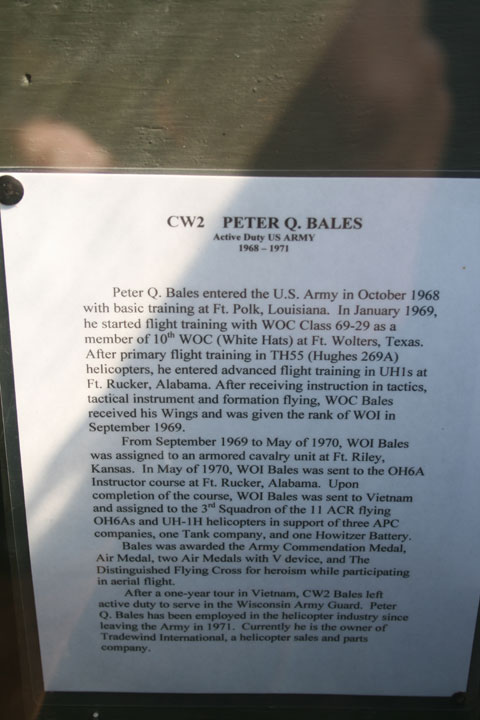 CW2 PETER Q. BALES
Active Duty US ARMY
1968 – 1971
Peter Q. Bales entered the U.S. Army in October 1968
with basic training at Ft. Polk, Louisiana. In January 1969,
he started flight training with WOC Class 69-29 as a
member of 10th WOC (White Hats) at Ft. Wolters, Texas.
After primary flight training in TH55 (Hughes 269A)
helicopters, he entered advanced flight training in UH1s at
Ft. Rucker, Alabama. After receiving instruction in tactics,
tactical instrument and formation flying, WOC Bales
received his Wings and was given the rank of WOI in
September 1969.
From September 1969 to May of 1970, WOI Bales
was assigned to an armored cavalry unit at Ft. Riley,
Kansas. In May of 1970, WOI Bales was sent to the OH6A
Instructor course at Ft. Rucker, Alabama. Upon
completion of the course, WOI Bales was sent to Vietnam
and assigned to the 3rd Squadron of the 11 ACR flying
OH6As and UH-1H helicopters in support of three APC
companies, one Tank company, and one Howitzer Battery.
Bales was awarded the Army Commendation Medal,
Air Medal, two Air Medals with V device, and The
Distinguished Flying Cross for heroism while participating
in aerial flight.
After a one-year tour in Vietnam, CW2 Bales left
active duty to serve in the Wisconsin Army Guard. Peter
Q. Bales has been employed in the helicopter industry since
leaving the Army in 1971. Currently he is the owner of
Tradewind International, a helicopter sales and parts
company.